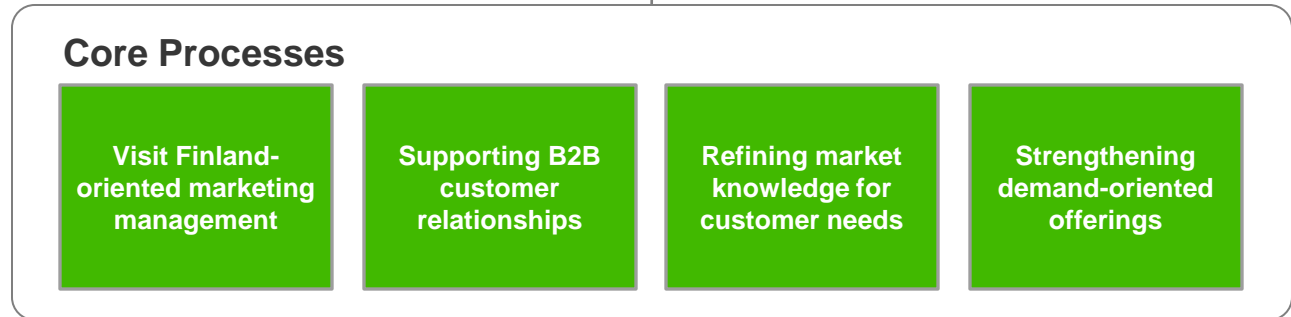 Core Processes
Visit Finland-
oriented marketing
management
Supporting B2B
customer
relationships
Refining market
knowledge for
customer needs
Strengthening
demand-oriented
offerings